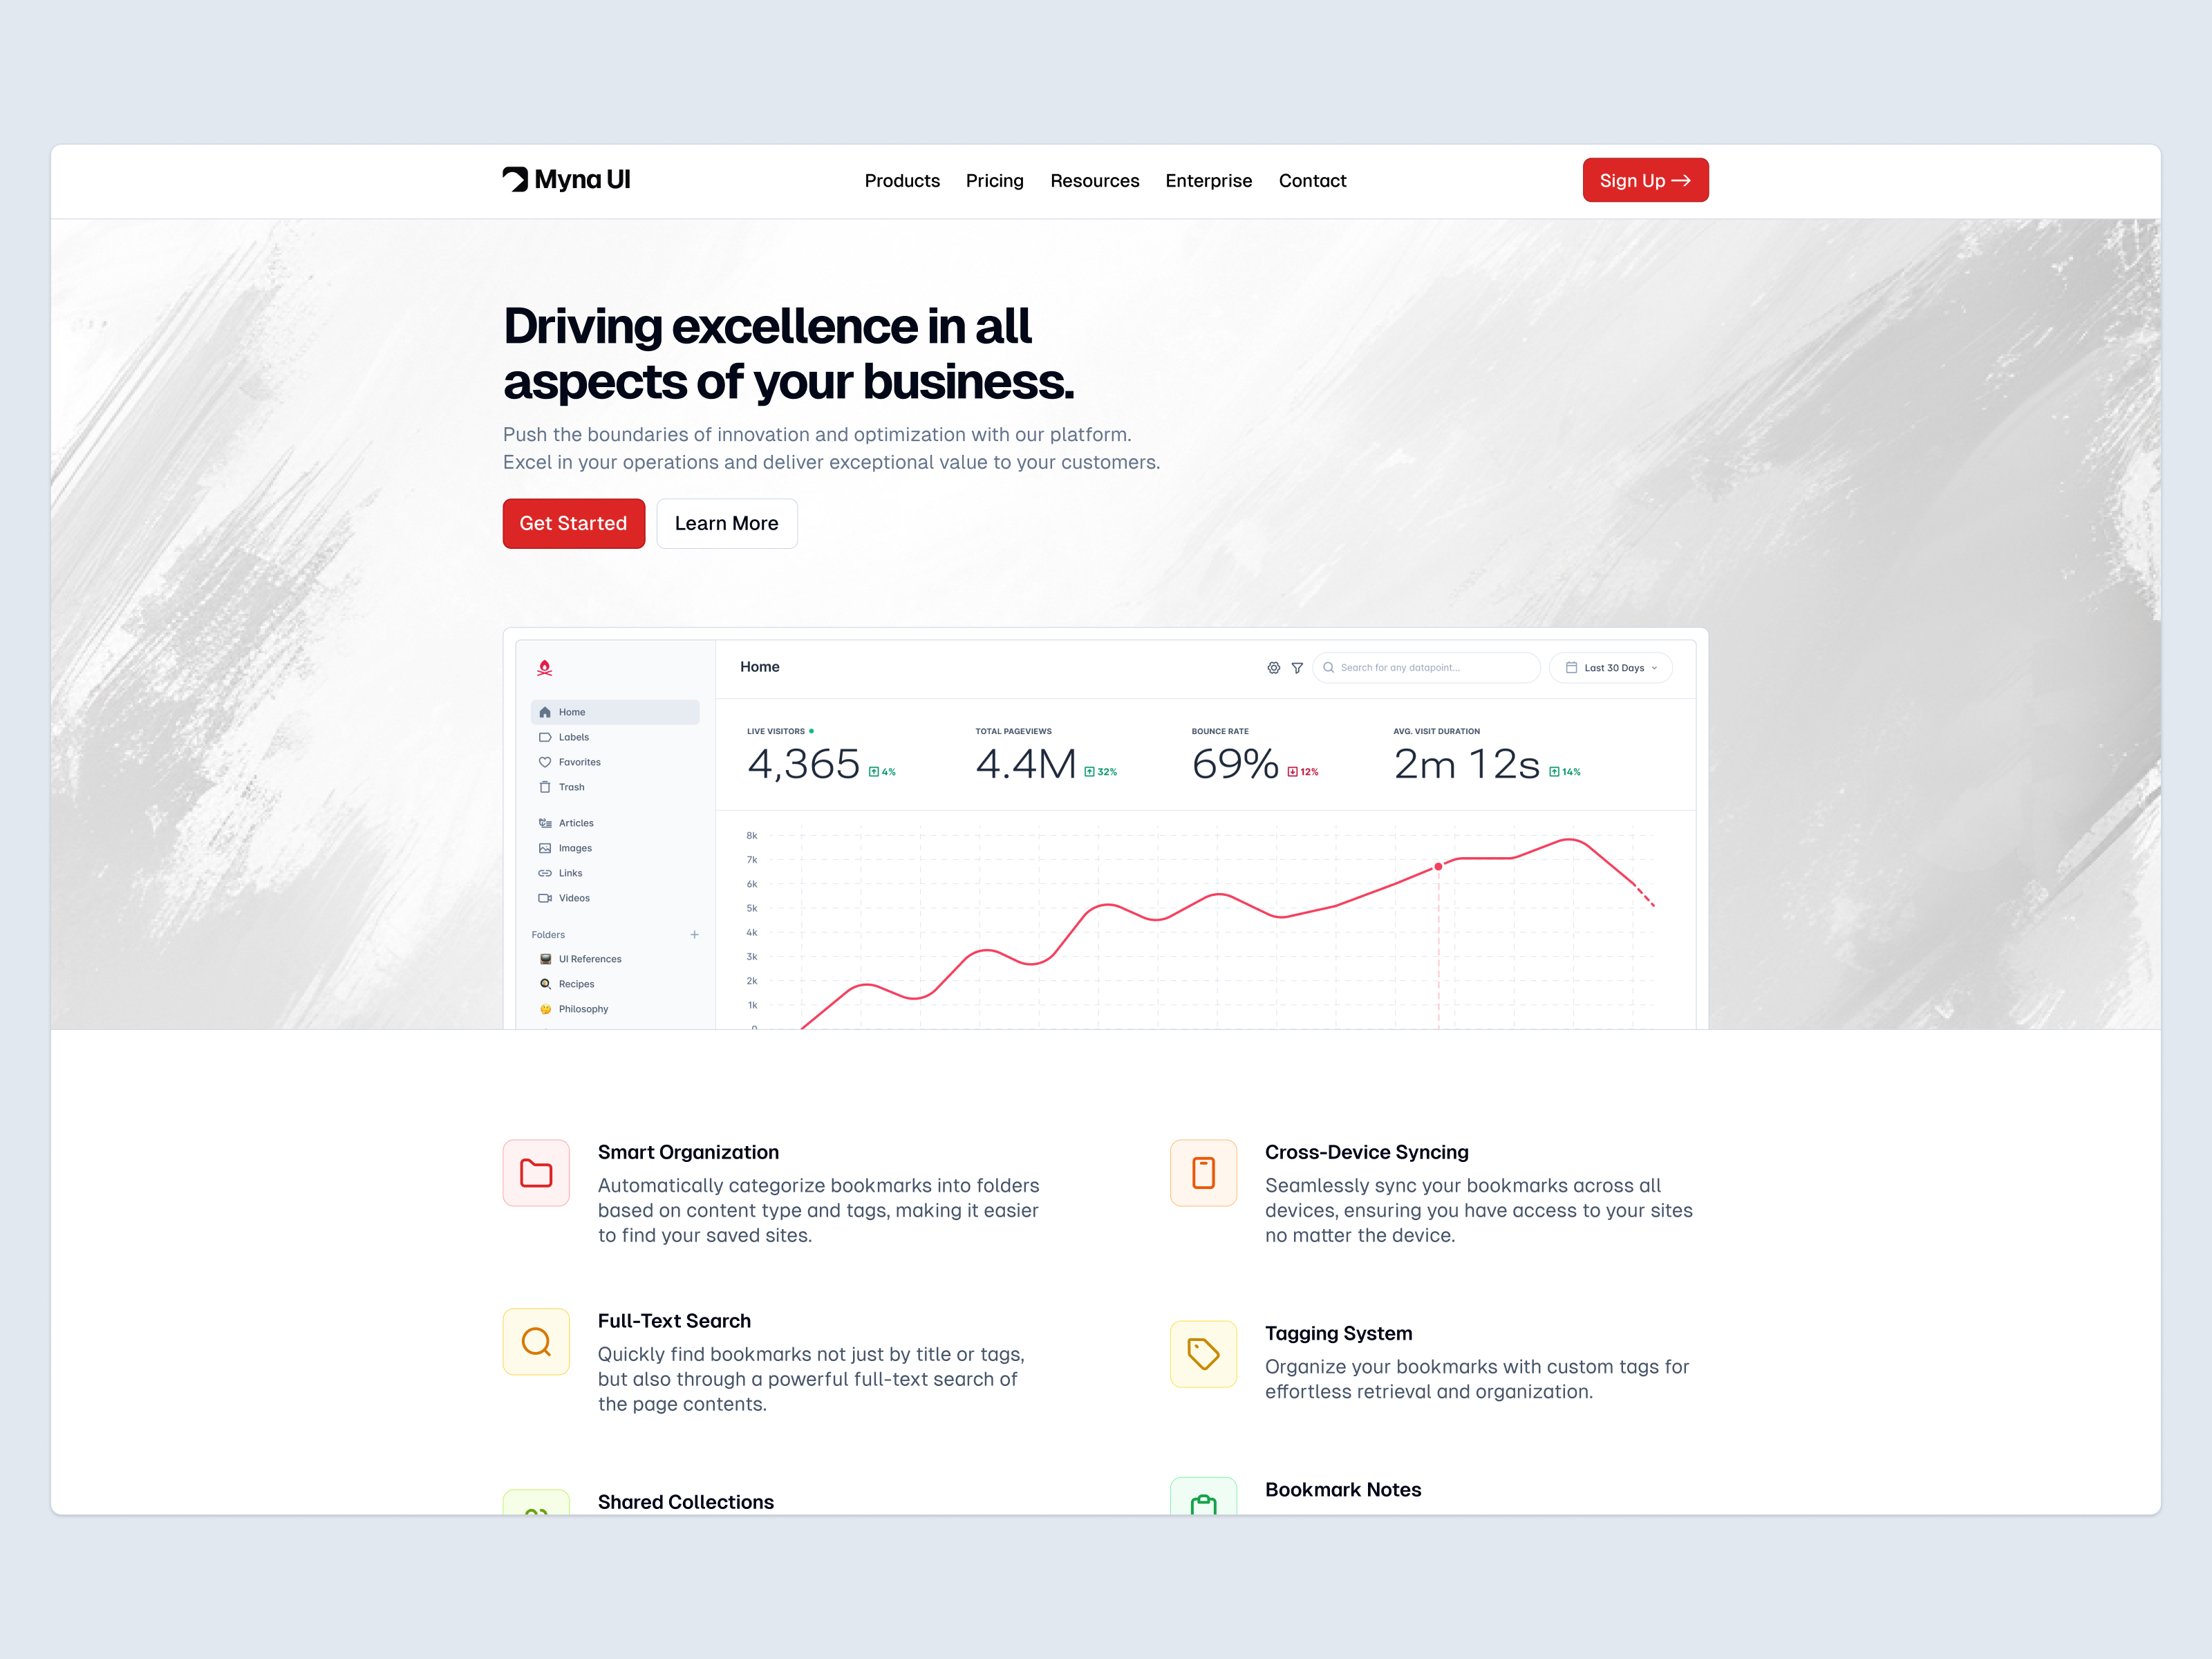 Myna UI
Products Pricing Resources Enterprise Contact
Sign Up
Driving excellence in all
aspects of your business.
Push the boundaries of innovation and optimization with our platform.
Excel in your operations and deliver exceptional value to your customers.
Get Started Learn More
Home
Search for any datapoint...
Last 30 Days
Home
Labels
Favorites
Trash
Articles
Images
Links
Videos
Folders
UI References
Recipes
Philosophy
LIVE VISITORS
4,365 4%
TOTAL PAGEVIEWS
4.4M 32%
BOUNCE RATE
69% 12%
AVG. VISIT DURATION
2m 12s 14%
8k
7k
6k
5k
4k
3k
2k
1k
0
Smart Organization
Automatically categorize bookmarks into folders
based on content type and tags, making it easier
to find your saved sites.
Cross-Device Syncing
Seamlessly sync your bookmarks across all
devices, ensuring you have access to your sites
no matter the device.
Full-Text Search
Quickly find bookmarks not just by title or tags,
but also through a powerful full-text search of
the page contents.
Tagging System
Organize your bookmarks with custom tags for
effortless retrieval and organization.
Shared Collections
Bookmark Notes